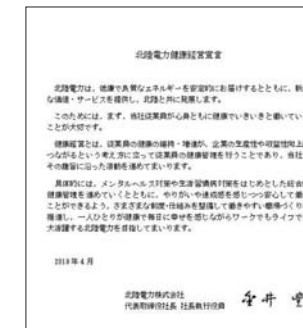 北陸電力健康経営宣言
北陸電力は、低廉で良質なエネルギーを安定的にお届けするとともに、新
な価値・サービスを提供し、北陸と共に発展します。
このためには、まず、当社従業員が心身ともに健康でいきいきと働いてい
ことが大切です。
健康経営とは、従業員の健康の維持・増進が、企業の生産性や収益性向上
つながるという考え方に立って従業員の健康管理を行うことであり、当社
その趣旨に沿った活動を進めてまいります。
具体的には、メンタルヘルス対策や生活習慣病対策をはじめとした総合
健康管理を進めていくとともに、やりがいや達成感を感じつつ安心して働
ことができるよう、さまざまな制度・仕組みを整備して働きやすい職場づくり
推進し、一人ひとりが健康で毎日に幸せを感じながらワークでもライフで
大活躍する北陸電力を目指してまいります。
2018年4月
北陸電力株式会社
代表取締役社長 社長執行役員 金井 豊